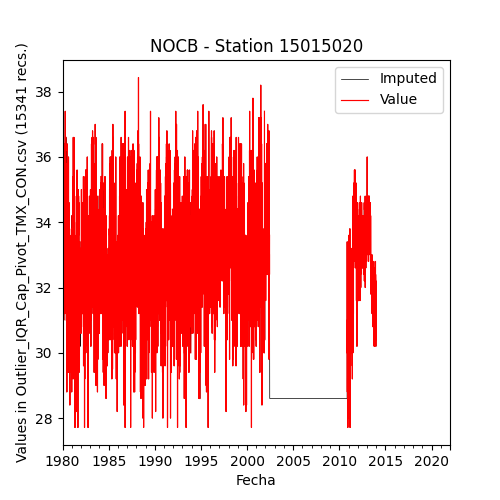 NOCB - Station 15015020
Imputed
Value
Values in Outlier_IQR_Cap_Pivot_TMX_CON.csv (15341 recs.)
38
36
34
32
30
28
1980 1985 1990 1995 2000 2005 2010 2015 2020
Fecha